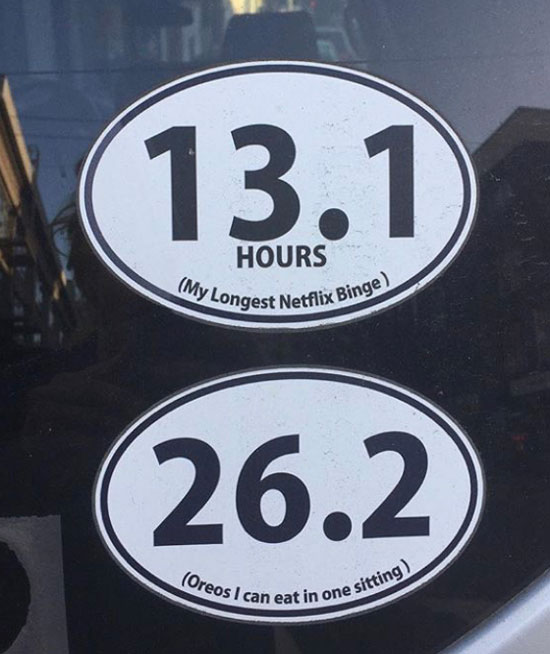 13.1
HOURS
(My Longest Netflix Binge)
26.2
(Oreos I can eat in one sitting)